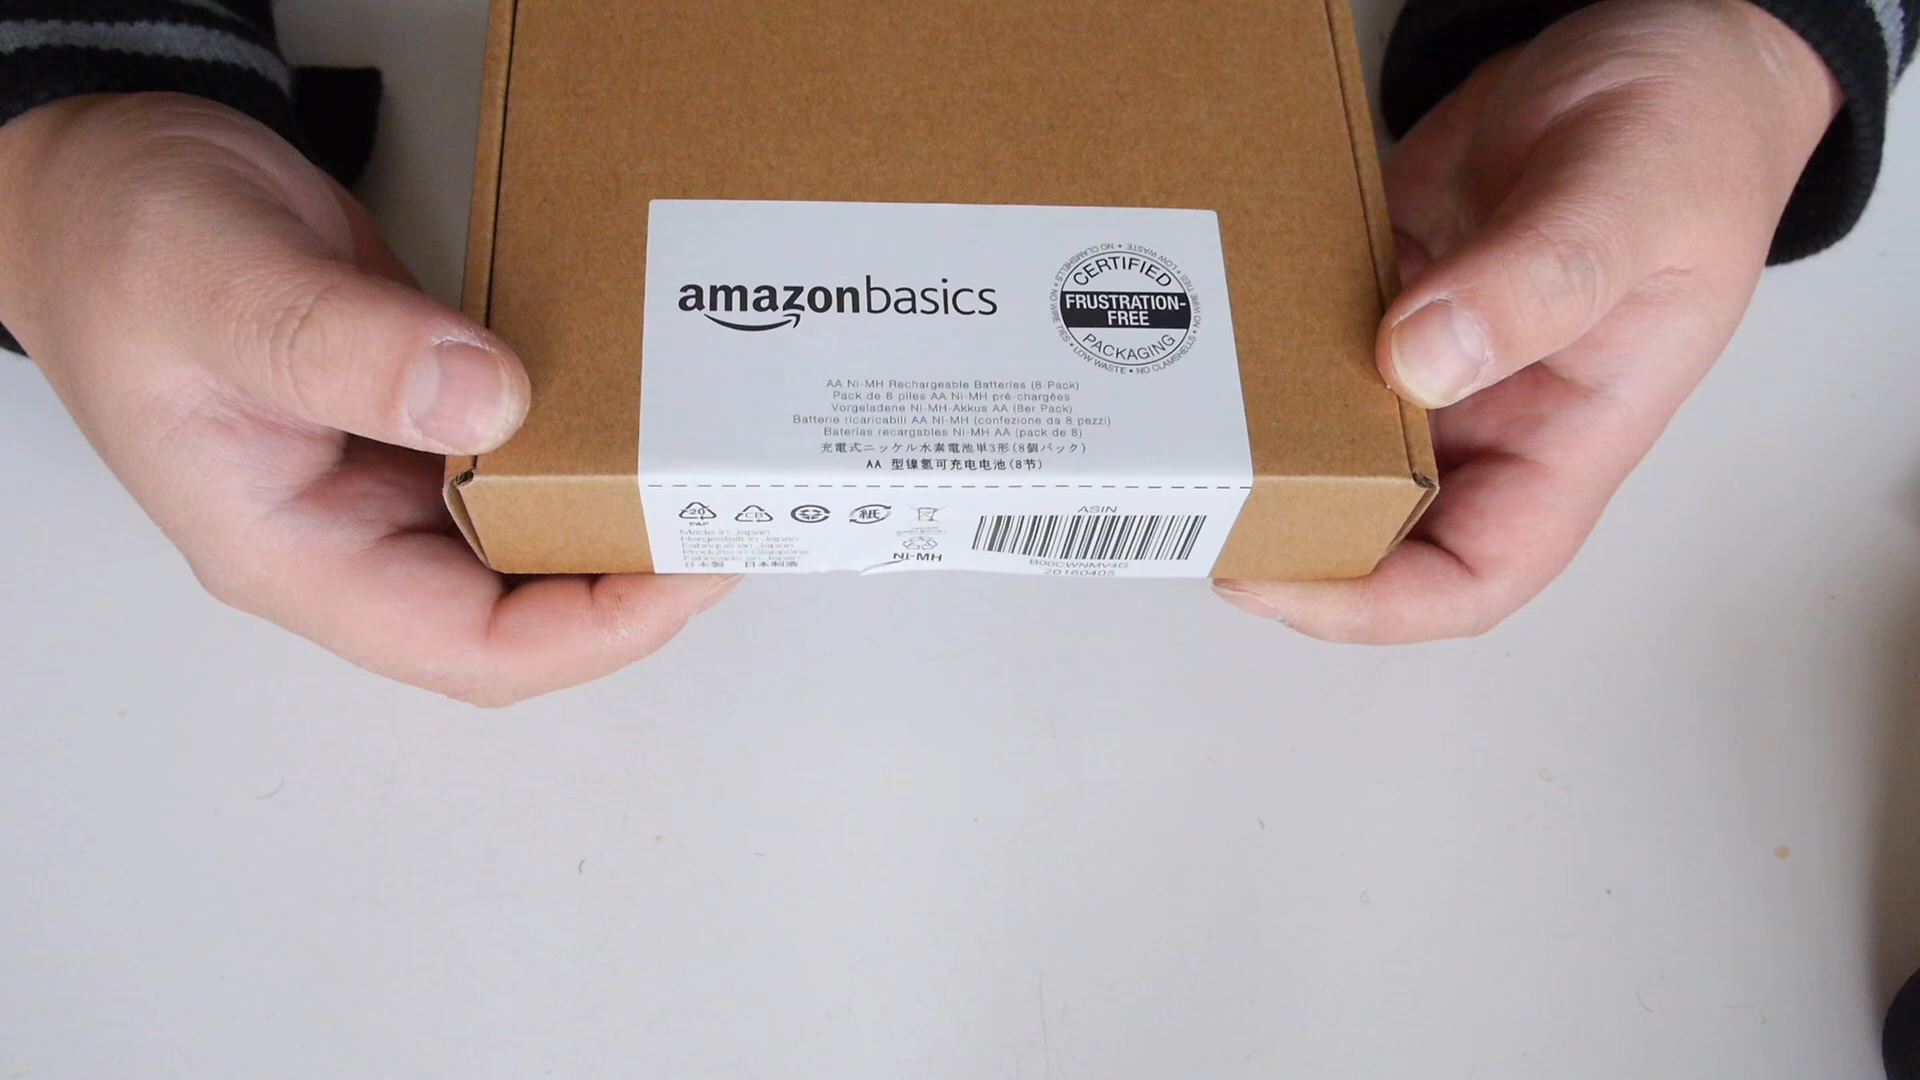 amazonbasics
CERTIFIED
FRUSTRATION-
FREE
PACKAGING
NO CLAMSHELLS • LOW WASTE • NO WIRE TIES • NO CLAMSHELLS • LOW WASTE • NO WIRE TIES •
AA Ni-MH Rechargeable Batteries (8-Pack)
Pack de 8 piles AA Ni-MH pré-chargées
Vorgeladene Ni-MH-Akkus AA (8er Pack)
Batterie ricaricabili AA Ni-MH (confezione da 8 pezzi)
Baterías recargables Ni-MH AA (pack de 8)
充電式ニッケル水素電池単3形(8個パック)
AA 型镍氢可充电电池(8节)
20
PAP
CB
紙
Ni-MH
Made in Japan
Hergestellt in Japan
Fabriqué en Japon
Prodotto in Giappone
Fabricado en Japón
日本製 日本制造
ASIN
B00CWNMV4G
20160405